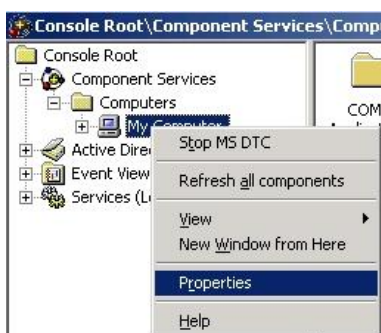 Console Root\Component Services\Comp
Console Root
Component Services
Computers
My Computer
COM
Active Dire
Event View
Services (L
Stop MS DTC
Refresh all components
View
New Window from Here
Properties
Help